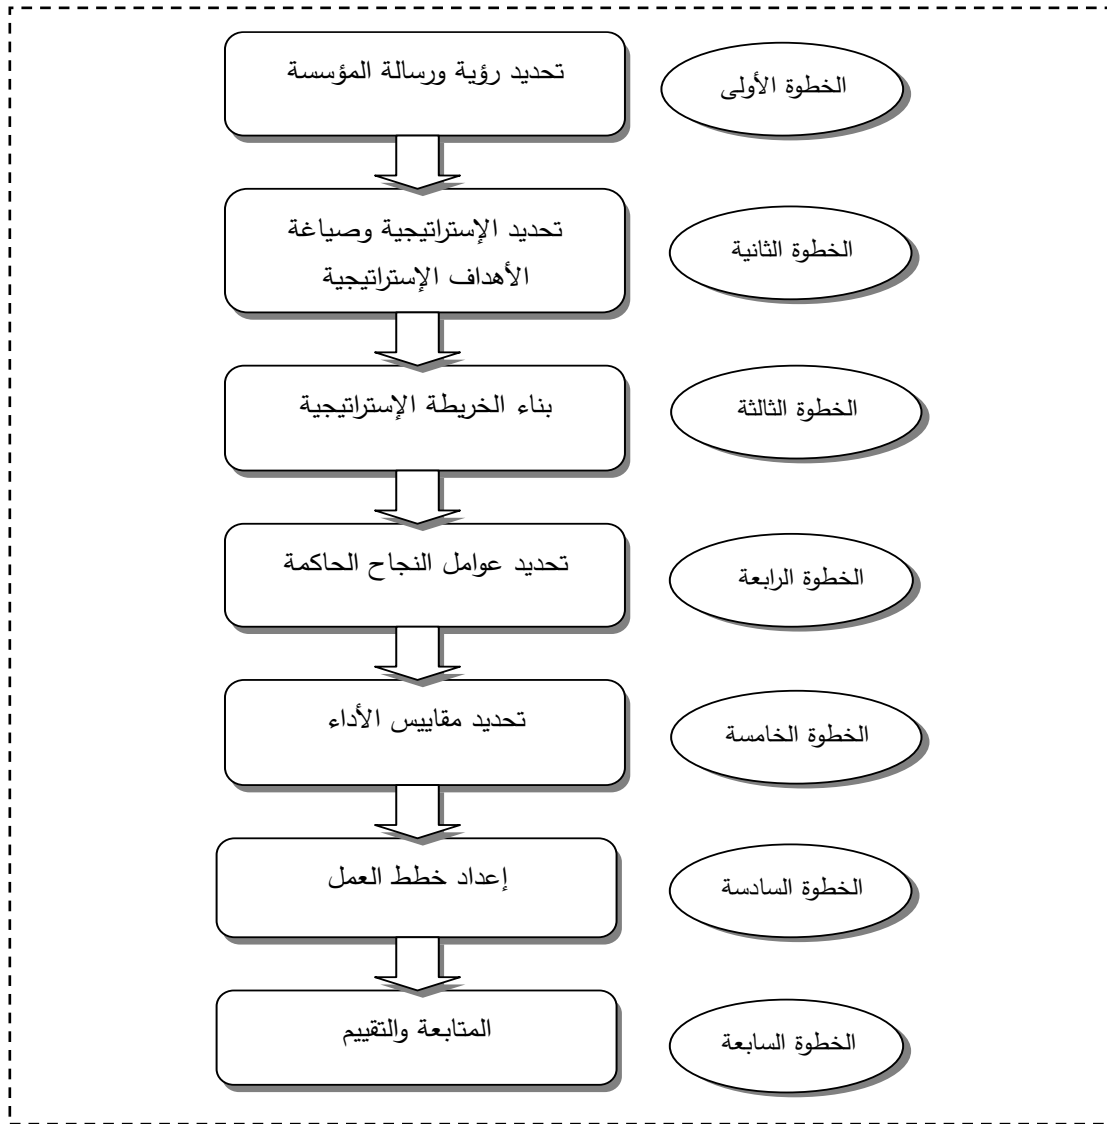 الخطوة الأولى
تحديد رؤية ورسالة المؤسسة
الخطوة الثانية
تحديد الإستراتيجية وصياغة
الأهداف الإستراتيجية
الخطوة الثالثة
بناء الخريطة الإستراتيجية
الخطوة الرابعة
تحديد عوامل النجاح الحاكمة
الخطوة الخامسة
تحديد مقاييس الأداء
الخطوة السادسة
إعداد خطط العمل
الخطوة السابعة
المتابعة والتقييم